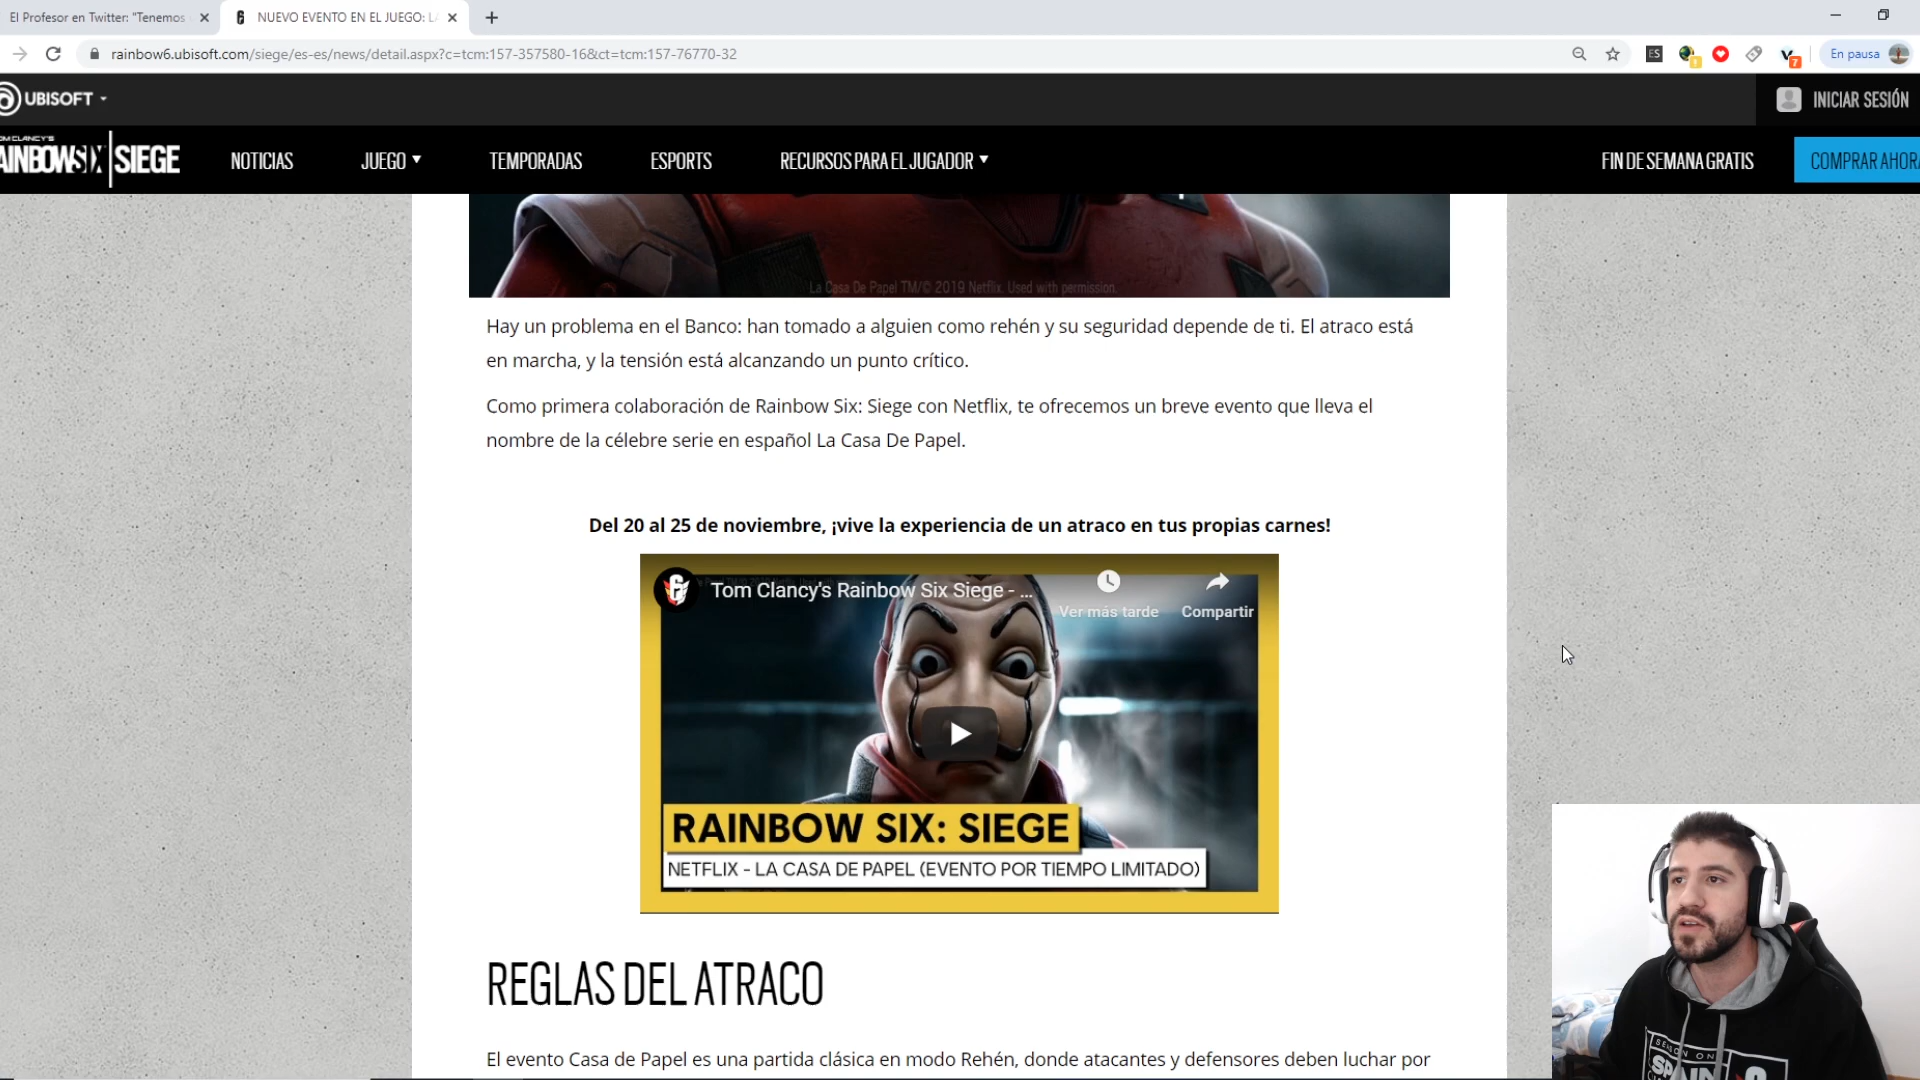 El Profesor en Twitter: "Tenemos
NUEVO EVENTO EN EL JUEGO: LA
rainbow6.ubisoft.com/siege/es-es/news/detail.aspx?c=tcm:157-357580-16&ct=tcm:157-76770-32
ES
7
En pausa
UBISOFT
INICIAR SESIÓN
SIEGE
NOTICIAS
JUEGO
TEMPORADAS
ESPORTS
RECURSOS PARA EL JUGADOR
FIN DE SEMANA GRATIS
COMPRAR AHORA
La Casa De Papel TM/© 2019 Netflix. Used with permission.
Hay un problema en el Banco: han tomado a alguien como rehén y su seguridad depende de ti. El atraco está
en marcha, y la tensión está alcanzando un punto crítico.
Como primera colaboración de Rainbow Six: Siege con Netflix, te ofrecemos un breve evento que lleva el
nombre de la célebre serie en español La Casa De Papel.
Del 20 al 25 de noviembre, ¡vive la experiencia de un atraco en tus propias carnes!
Tom Clancy's Rainbow Six Siege - ...
Ver más tarde
Compartir
RAINBOW SIX: SIEGE
NETFLIX - LA CASA DE PAPEL (EVENTO POR TIEMPO LIMITADO)
REGLAS DEL ATRACO
El evento Casa de Papel es una partida clásica en modo Rehén, donde atacantes y defensores deben luchar por